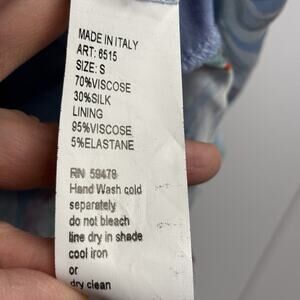 MADE IN ITALY
ART: 6515
SIZE: S
70%VISCOSE
30%SILK
LINING
95%VISCOSE
5%ELASTANE
RN 59478
Hand Wash cold
separately
do not bleach
line dry in shade
cool iron
or
dry clean